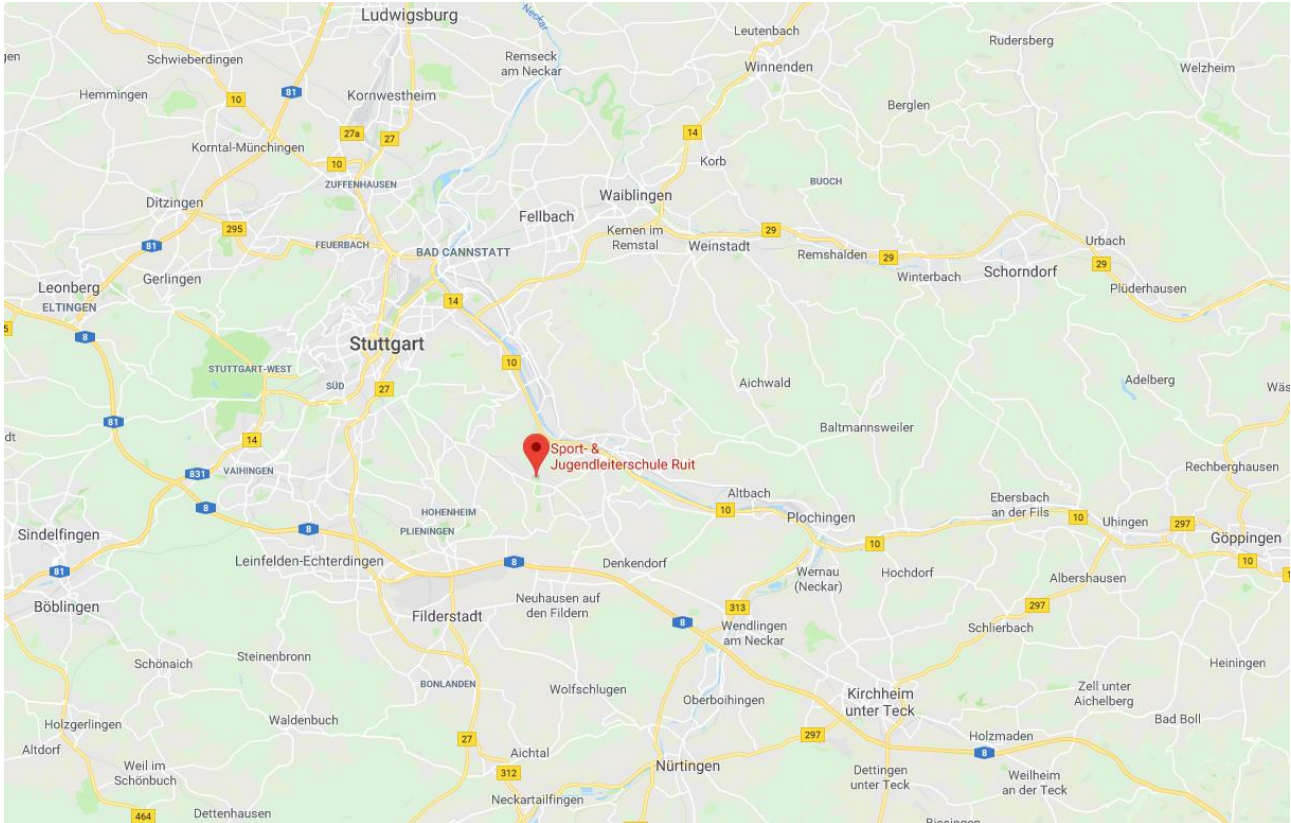 Ludwigsburg
Neckar
Leutenbach
Rudersberg
gen
Schwieberdingen
Remseck
am Neckar
Winnenden
Welzheim
Hemmingen
81
10
Kornwestheim
Berglen
27a
27
14
Korntal-Münchingen
10
Korb
ZUFFENHAUSEN
BUOCH
Waiblingen
Ditzingen
Fellbach
295
Kernen im
Remstal
29
81
FEUERBACH
BAD CANNSTATT
Weinstadt
Remshalden
29
Urbach
29
Gerlingen
Winterbach
Schorndorf
Leonberg
ELTINGEN
14
Plüderhausen
5
8
Stuttgart
10
STUTTGART-WEST
SÜD
27
Aichwald
Adelberg
Wäs
81
dt
14
Baltmannsweiler
Sport- &
Jugendleiterschule Ruit
831
VAIHINGEN
Rechberghausen
8
HOHENHEIM
PLIENINGEN
8
Altbach
10
Plochingen
Ebersbach
an der Fils
10
Uhingen
297
Sindelfingen
Göppingen
10
10
1
Leinfelden-Echterdingen
8
Denkendorf
81
Wernau
(Neckar)
Hochdorf
Albershausen
Böblingen
Neuhausen auf
den Fildern
313
297
Filderstadt
8
Wendlingen
am Neckar
Schlierbach
Schönaich
Steinenbronn
Heiningen
BONLANDEN
Wolfschlugen
Oberboihingen
Kirchheim
unter Teck
Zell unter
Aichelberg
Holzgerlingen
Waldenbuch
Bad Boll
27
297
Holzmaden
Altdorf
Aichtal
8
Weil im
Schönbuch
312
Nürtingen
Dettingen
unter Teck
Weilheim
an der Teck
Neckartailfingen
464
Dettenhausen